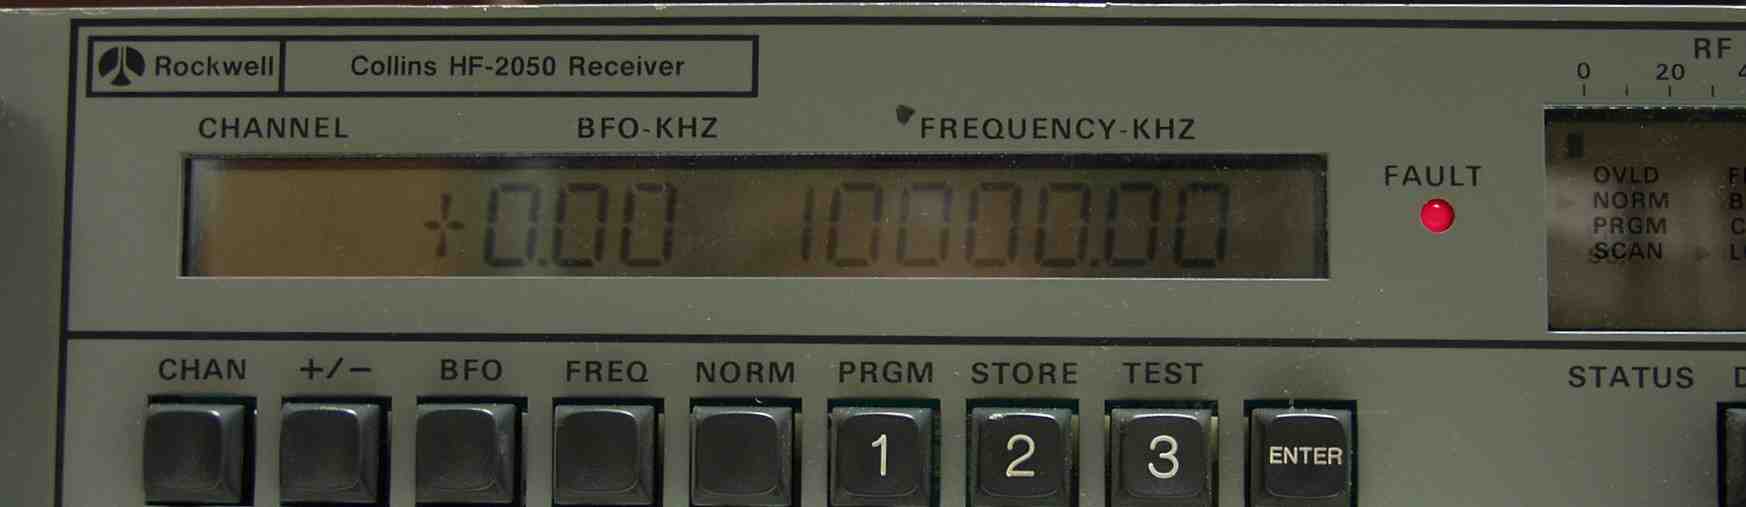 Rockwell Collins HF-2050 Receiver
RF
0 20
CHANNEL BFO-KHZ FREQUENCY-KHZ
+0.00 10000.00
FAULT
OVLD
NORM
PRGM
SCAN
CHAN +/- BFO FREQ NORM PRGM STORE TEST
STATUS
1 2 3 ENTER